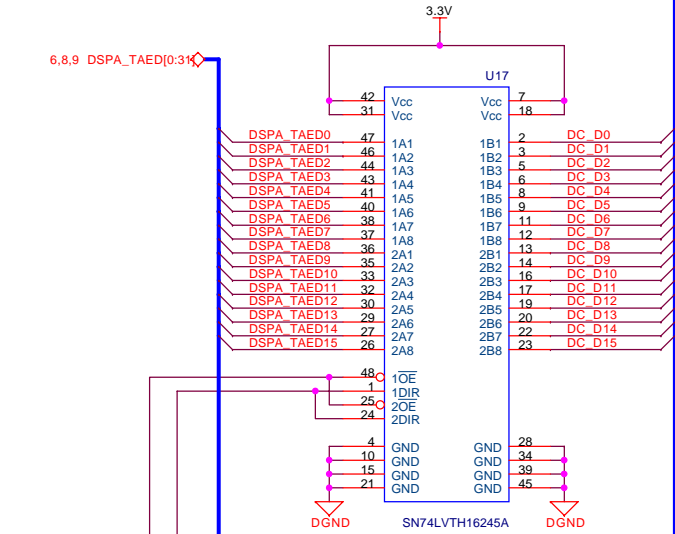 3.3V
6,8,9 DSPA_TAED[0:31]
U17
42 Vcc Vcc 7
31 Vcc Vcc 18
DSPA_TAED0 47 1A1 1B1 2 DC_D0
DSPA_TAED1 46 1A2 1B2 3 DC_D1
DSPA_TAED2 44 1A3 1B3 5 DC_D2
DSPA_TAED3 43 1A4 1B4 6 DC_D3
DSPA_TAED4 41 1A5 1B5 8 DC_D4
DSPA_TAED5 40 1A6 1B6 9 DC_D5
DSPA_TAED6 38 1A7 1B7 11 DC_D6
DSPA_TAED7 37 1A8 1B8 12 DC_D7
DSPA_TAED8 36 2A1 2B1 13 DC_D8
DSPA_TAED9 35 2A2 2B2 14 DC_D9
DSPA_TAED10 33 2A3 2B3 16 DC_D10
DSPA_TAED11 32 2A4 2B4 17 DC_D11
DSPA_TAED12 30 2A5 2B5 19 DC_D12
DSPA_TAED13 29 2A6 2B6 20 DC_D13
DSPA_TAED14 27 2A7 2B7 22 DC_D14
DSPA_TAED15 26 2A8 2B8 23 DC_D15
48 1OE
1 1DIR
25 2OE
24 2DIR
4 GND GND 28
10 GND GND 34
15 GND GND 39
21 GND GND 45
DGND SN74LVTH16245A DGND